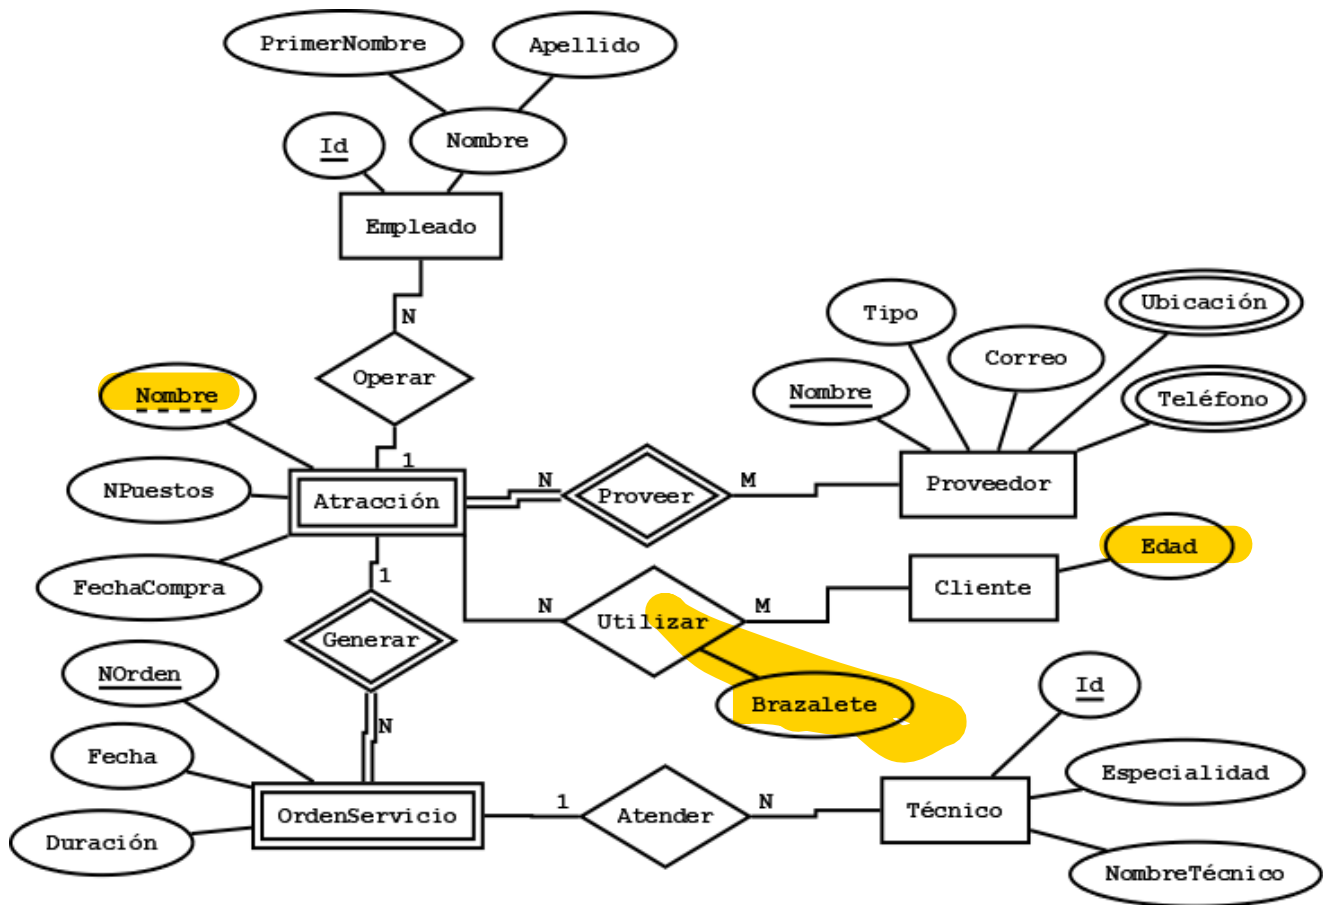 PrimerNombre
Apellido
Id
Nombre
Empleado
N
Operar
1
Nombre
NPuestos
FechaCompra
Atracción
N
Proveer
M
Tipo
Correo
Ubicación
Nombre
Teléfono
Proveedor
Edad
Cliente
N
Utilizar
M
Brazalete
1
Generar
N
NOrden
Fecha
Duración
OrdenServicio
1
Atender
N
Técnico
Id
Especialidad
NombreTécnico